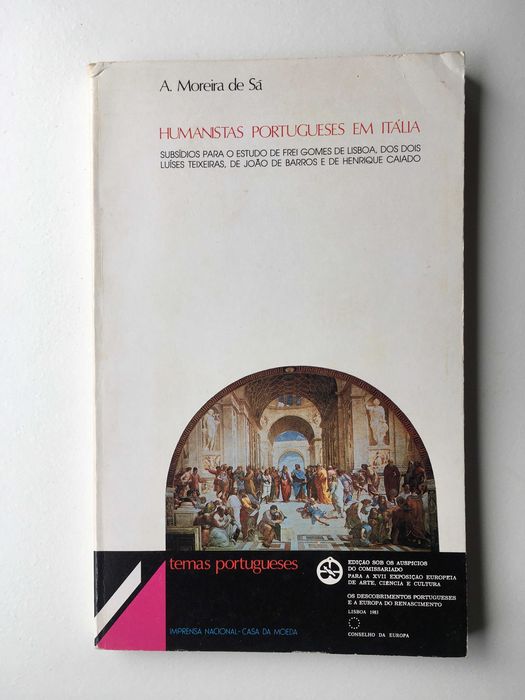 A. Moreira de Sá
HUMANISTAS PORTUGUESES EM ITÁLIA
SUBSÍDIOS PARA O ESTUDO DE FREI GOMES DE LISBOA, DOS DOIS
LUÍSES TEIXEIRAS, DE JOÃO DE BARROS E DE HENRIQUE CAIADO
temas portugueses
IMPRENSA NACIONAL-CASA DA MOEDA
EDIÇÃO SOB OS AUSPÍCIOS
DO COMISSARIADO
PARA A XVII EXPOSIÇÃO EUROPEIA
DE ARTE, CIÊNCIA E CULTURA
OS DESCOBRIMENTOS PORTUGUESES
E A EUROPA DO RENASCIMENTO
LISBOA 1983
CONSELHO DA EUROPA